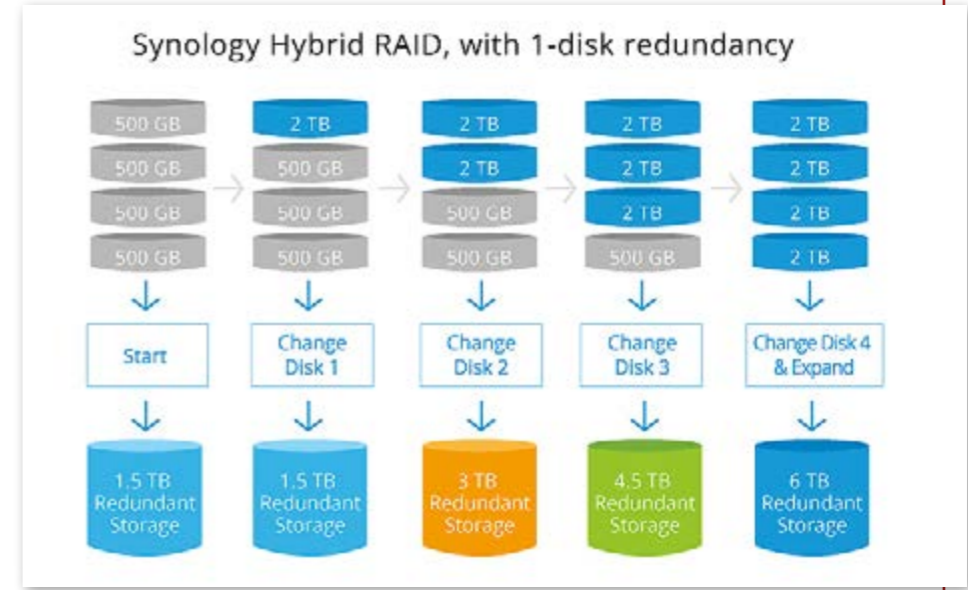 Synology Hybrid RAID, with 1-disk redundancy
500 GB
2 TB
2 TB
2 TB
2 TB
500 GB
500 GB
2 TB
2 TB
2 TB
500 GB
500 GB
500 GB
2 TB
2 TB
500 GB
500 GB
500 GB
500 GB
2 TB
Start
Change
Disk 1
Change
Disk 2
Change
Disk 3
Change Disk 4
& Expand
1.5 TB
Redundant
Storage
1.5 TB
Redundant
Storage
3 TB
Redundant
Storage
4.5 TB
Redundant
Storage
6 TB
Redundant
Storage